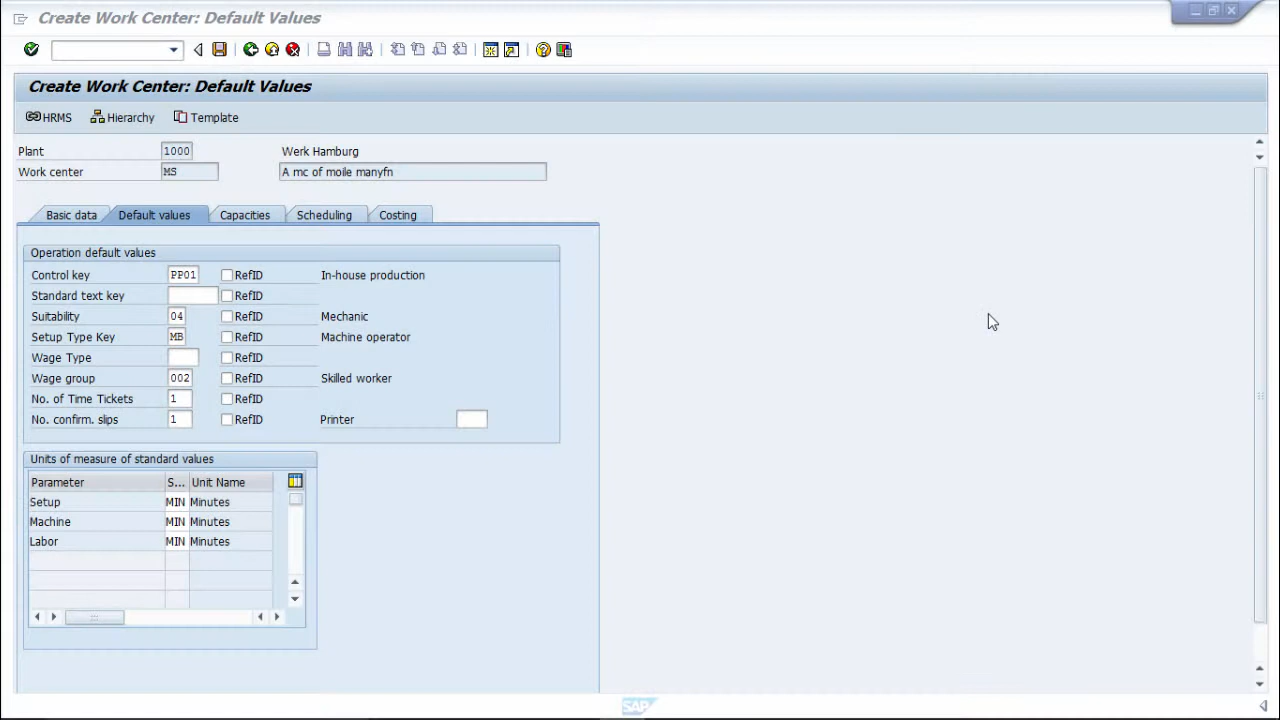 Create Work Center: Default Values
Create Work Center: Default Values
HRMS Hierarchy Template
Plant 1000 Werk Hamburg
Work center MS A mc of moile manyfn
Basic data Default values Capacities Scheduling Costing
Operation default values
Control key PP01 RefID In-house production
Standard text key RefID
Suitability 04 RefID Mechanic
Setup Type Key MB RefID Machine operator
Wage Type RefID
Wage group 002 RefID Skilled worker
No. of Time Tickets 1 RefID
No. confirm. slips 1 RefID Printer
Units of measure of standard values
Parameter S... Unit Name
Setup MIN Minutes
Machine MIN Minutes
Labor MIN Minutes
SAP